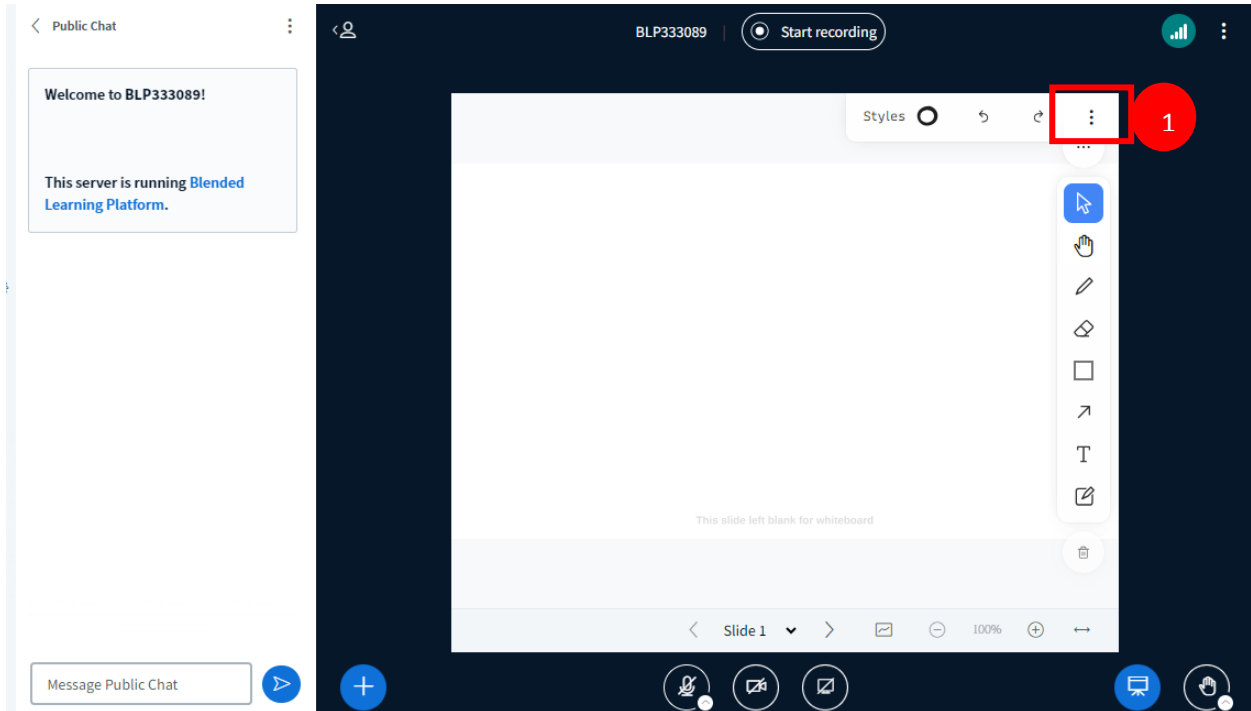 Public Chat
Welcome to BLP333089!
This server is running Blended
Learning Platform.
Message Public Chat
BLP333089
Start recording
Styles
1
T
This slide left blank for whiteboard
Slide 1
100%